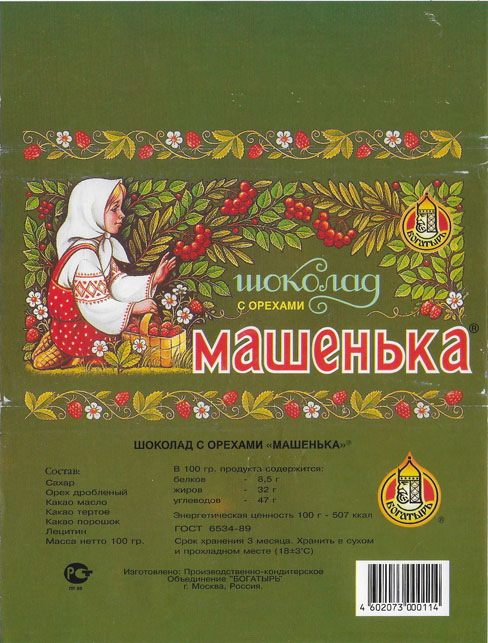 БОГАТЫРЬ
шоколад
С ОРЕХАМИ
МАШЕНЬКА®
ШОКОЛАД С ОРЕХАМИ «МАШЕНЬКА»®
Состав:
Сахар
Орех дробленый
Какао масло
Какао тертое
Какао порошок
Лецитин
Масса нетто 100 гр.
В 100 гр. продукта содержится:
белков - 8,5 г
жиров - 32 г
углеводов - 47 г
Энергетическая ценность 100 г - 507 ккал
ГОСТ 6534-89
Срок хранения 3 месяца. Хранить в сухом
и прохладном месте (18±3°С)
БОГАТЫРЬ
®
РСТ
Изготовлено: Производственно-кондитерское
Объединение "БОГАТЫРЬ"
г. Москва, Россия.
4 602073 000114